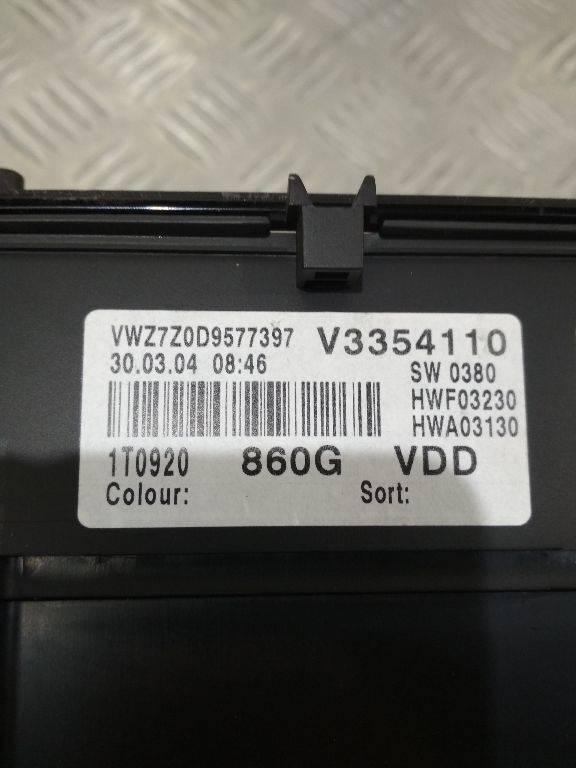 VWZ7Z0D9577397 V3354110
30.03.04 08:46 SW 0380
HWF03230
HWA03130
1T0920 860G VDD
Colour: Sort: